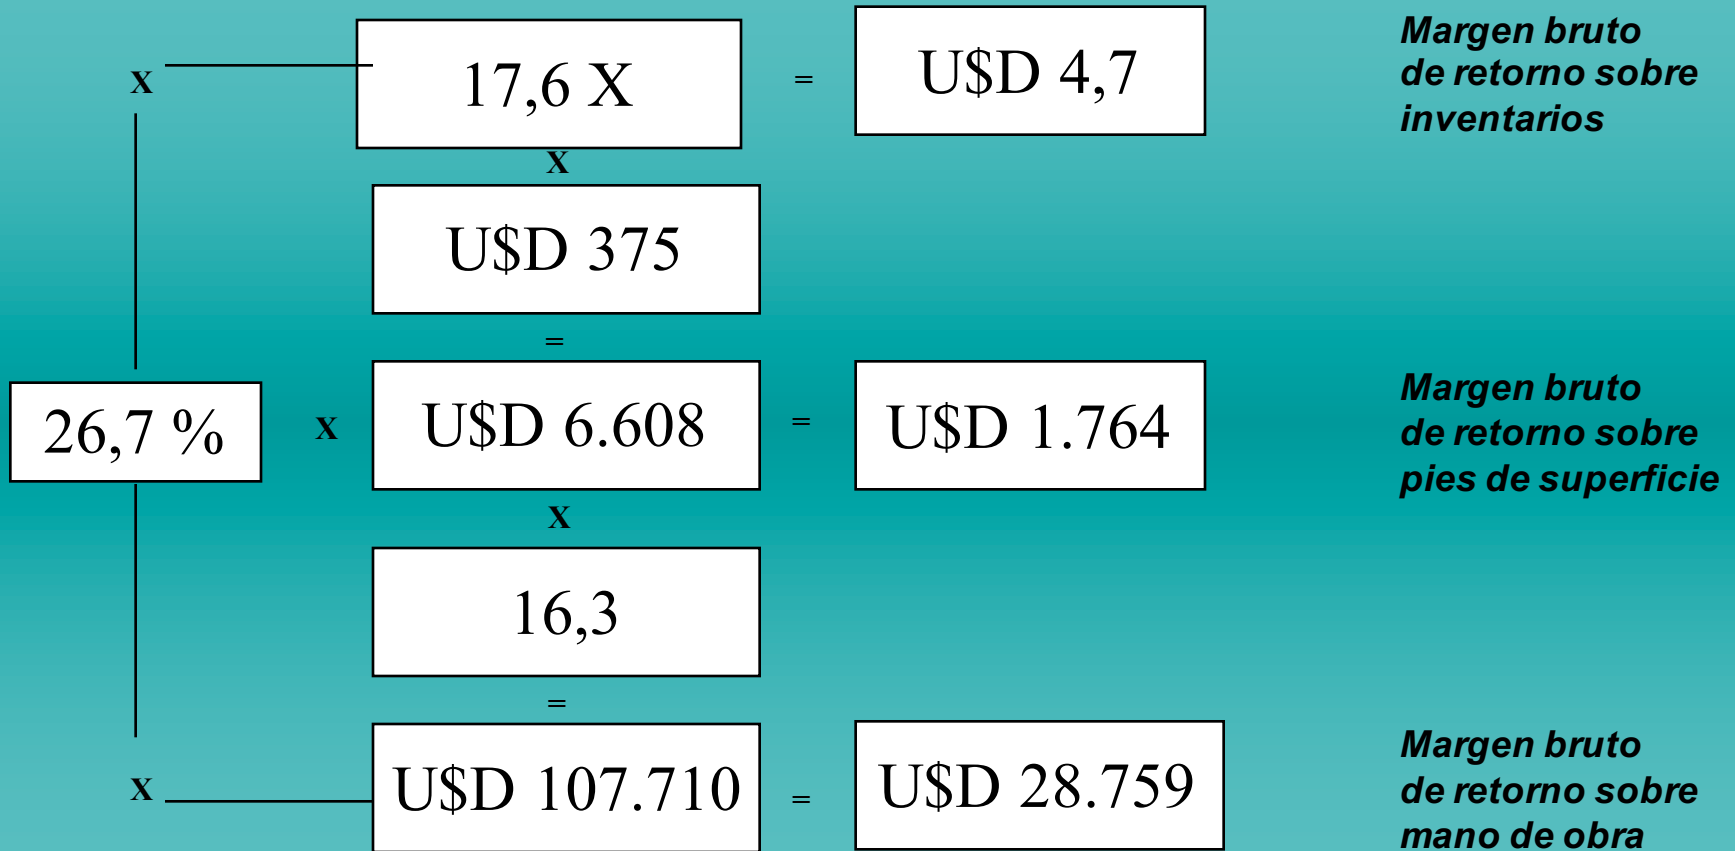 X
17,6 X
=
U$D 4,7
Margen bruto
de retorno sobre
inventarios
X
U$D 375
=
26,7 %
X
U$D 6.608
=
U$D 1.764
Margen bruto
de retorno sobre
pies de superficie
X
16,3
=
X
U$D 107.710
=
U$D 28.759
Margen bruto
de retorno sobre
mano de obra